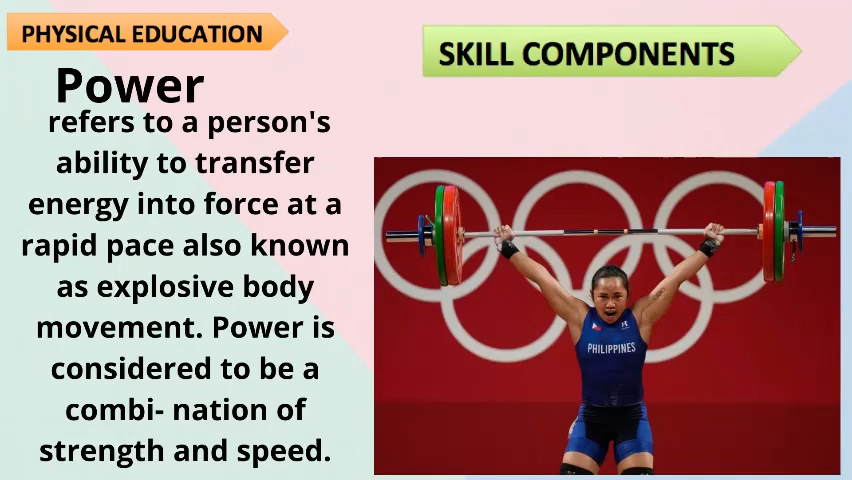 PHYSICAL EDUCATION
SKILL COMPONENTS
Power
refers to a person's
ability to transfer
energy into force at a
rapid pace also known
as explosive body
movement. Power is
considered to be a
combi- nation of
strength and speed.
PHILIPPINES